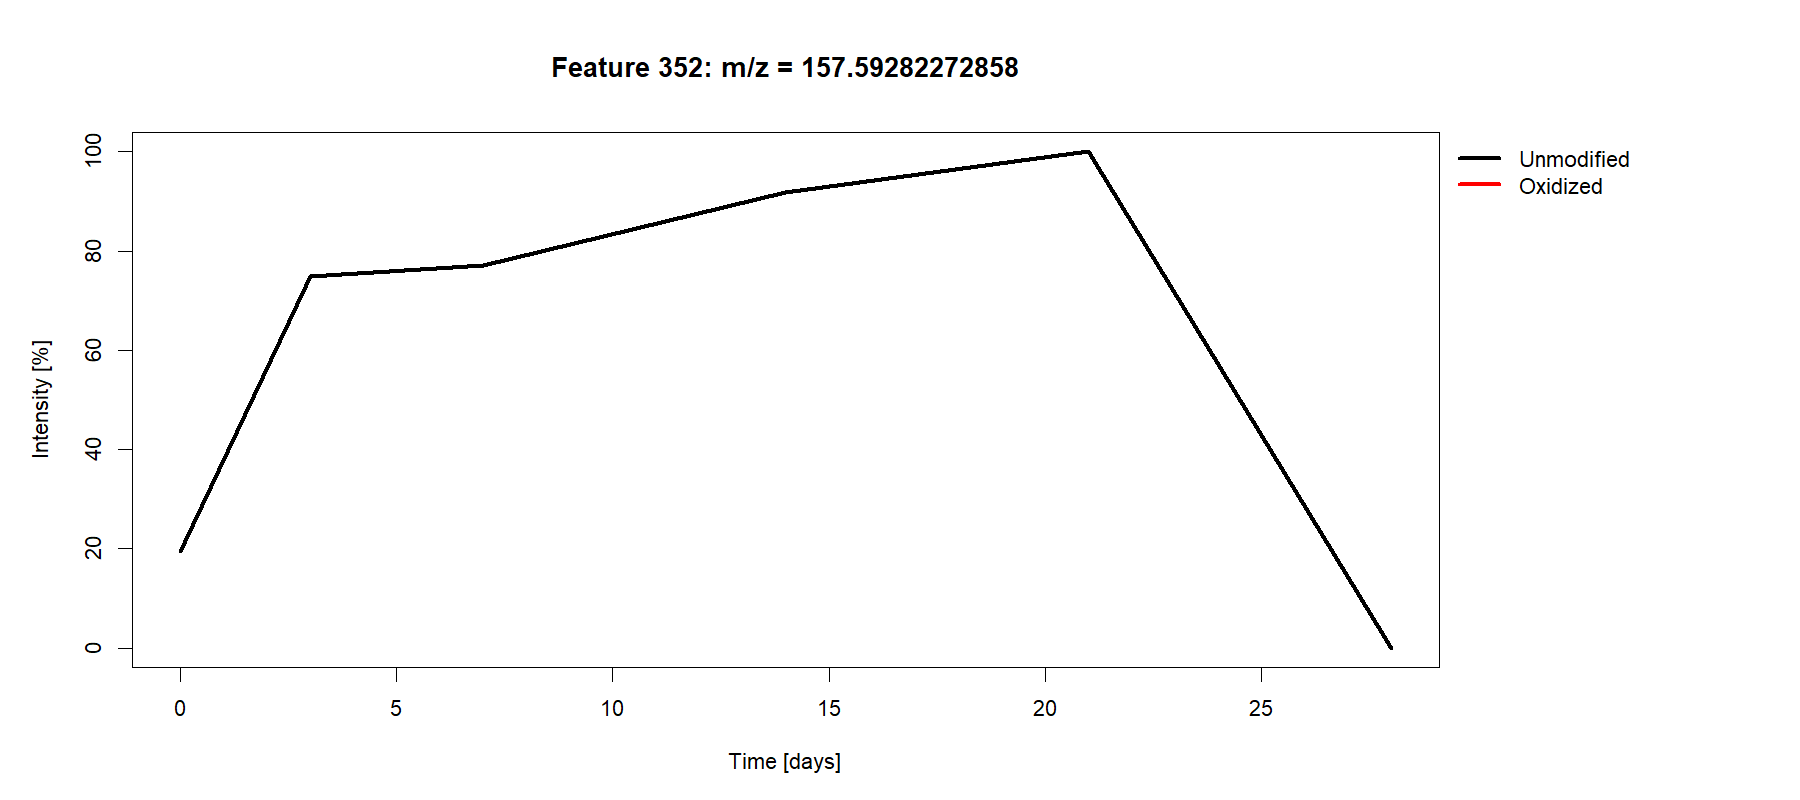 Feature 352: m/z = 157.59282272858
Unmodified
Oxidized
Intensity [%]
100
80
60
40
20
0
0 5 10 15 20 25
Time [days]